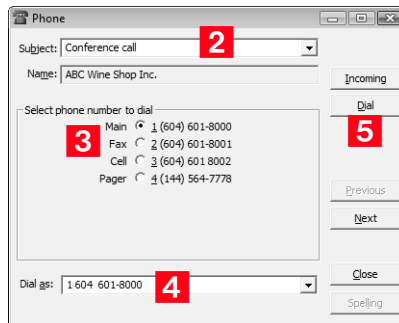 Phone
Subject: Conference call 2
Name: ABC Wine Shop Inc.
Incoming
Dial
5
Select phone number to dial
3
Main 1 (604) 601-8000
Fax 2 (604) 601-8001
Cell 3 (604) 601 8002
Pager 4 (144) 564-7778
Previous
Next
Dial as: 1 604 601-8000 4
Close
Spelling